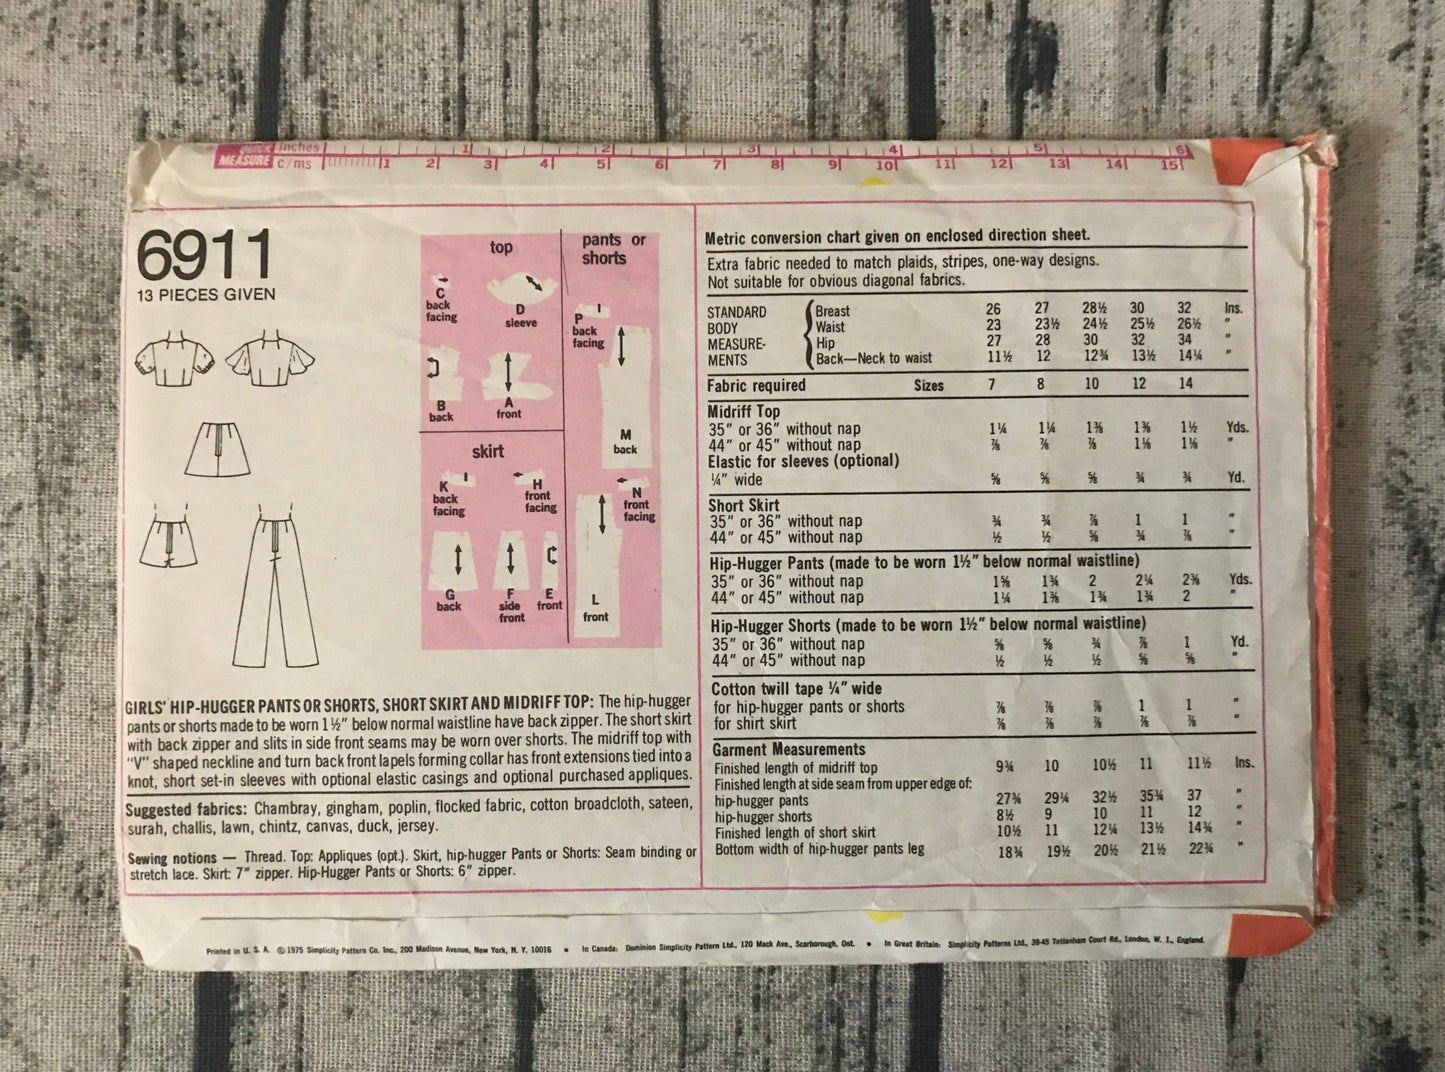 QUICK inches 1 2 3 4 5 6
MEASURE c/ms 1 2 3 4 5 6 7 8 9 10 11 12 13 14 15
6911
13 PIECES GIVEN
top
C
back
facing
D
sleeve
B
back
A
front
skirt
K
back
facing
H
front
facing
G
back
F
side
front
E
front
pants or
shorts
P
back
facing
M
back
N
front
facing
L
front
GIRLS' HIP-HUGGER PANTS OR SHORTS, SHORT SKIRT AND MIDRIFF TOP: The hip-hugger
pants or shorts made to be worn 1½" below normal waistline have back zipper. The short skirt
with back zipper and slits in side front seams may be worn over shorts. The midriff top with
"V" shaped neckline and turn back front lapels forming collar has front extensions tied into a
knot, short set-in sleeves with optional elastic casings and optional purchased appliques.
Suggested fabrics: Chambray, gingham, poplin, flocked fabric, cotton broadcloth, sateen,
surah, challis, lawn, chintz, canvas, duck, jersey.
Sewing notions — Thread. Top: Appliques (opt.). Skirt, hip-hugger Pants or Shorts: Seam binding or
stretch lace. Skirt: 7" zipper. Hip-Hugger Pants or Shorts: 6" zipper.
Metric conversion chart given on enclosed direction sheet.
Extra fabric needed to match plaids, stripes, one-way designs.
Not suitable for obvious diagonal fabrics.
STANDARD Breast 26 27 28½ 30 32 Ins.
BODY Waist 23 23½ 24½ 25½ 26½ "
MEASURE- Hip 27 28 30 32 34 "
MENTS Back—Neck to waist 11½ 12 12¾ 13½ 14¼ "
Fabric required Sizes 7 8 10 12 14
Midriff Top
35" or 36" without nap 1¼ 1¼ 1⅜ 1⅜ 1½ Yds.
44" or 45" without nap ⅞ ⅞ ⅞ 1⅛ 1⅛ "
Elastic for sleeves (optional)
¼" wide ⅝ ⅝ ⅝ ¾ ¾ Yd.
Short Skirt
35" or 36" without nap ¾ ¾ ⅞ 1 1 "
44" or 45" without nap ½ ½ ⅝ ¾ ⅞ "
Hip-Hugger Pants (made to be worn 1½" below normal waistline)
35" or 36" without nap 1⅝ 1¾ 2 2¼ 2⅜ Yds.
44" or 45" without nap 1¼ 1⅜ 1¾ 1¾ 2 "
Hip-Hugger Shorts (made to be worn 1½" below normal waistline)
35" or 36" without nap ⅝ ⅝ ¾ ⅞ 1 Yd.
44" or 45" without nap ½ ½ ½ ⅝ ⅝ "
Cotton twill tape ¼" wide
for hip-hugger pants or shorts ⅞ ⅞ ⅞ 1 1 "
for shirt skirt ⅞ ⅞ ⅞ ⅞ ⅞ "
Garment Measurements
Finished length of midriff top 9¾ 10 10½ 11 11½ Ins.
Finished length at side seam from upper edge of:
hip-hugger pants 27¾ 29¼ 32½ 35¾ 37 "
hip-hugger shorts 8½ 9 10 11 12 "
Finished length of short skirt 10½ 11 12¼ 13½ 14¾ "
Bottom width of hip-hugger pants leg 18¾ 19½ 20½ 21½ 22¾ "
Printed in U. S. A. © 1975 Simplicity Pattern Co. Inc., 200 Madison Avenue, New York, N. Y. 10016 • In Canada: Dominion Simplicity Pattern Ltd., 120 Mack Ave., Scarborough, Ont. • In Great Britain: Simplicity Patterns Ltd., 39-45 Tottenham Court Rd., London, W. 1., England.